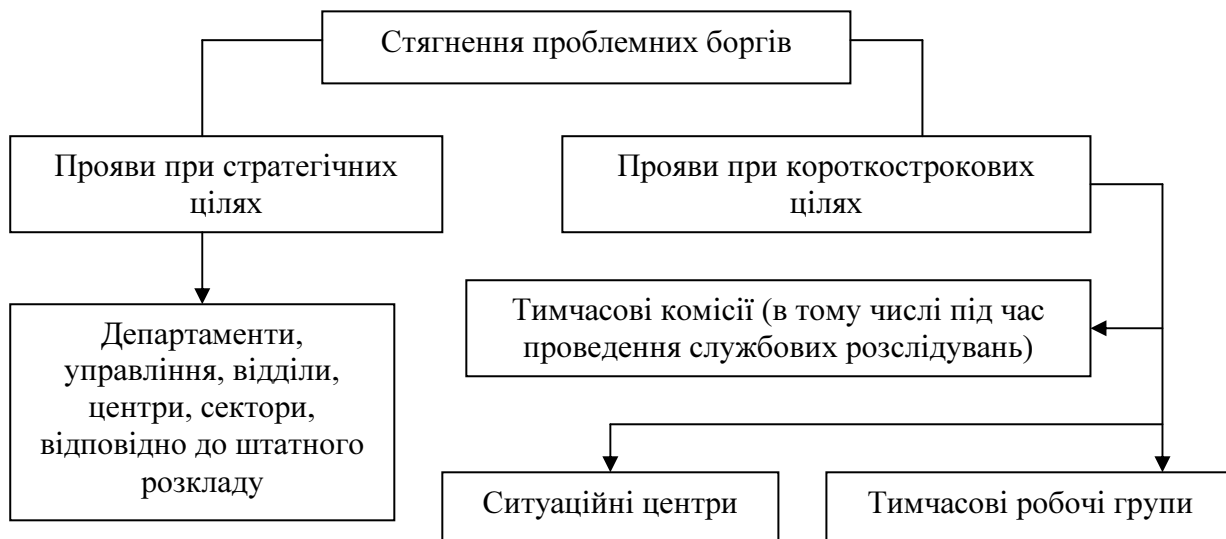 Стягнення проблемних боргів
Прояви при стратегічних
цілях
Прояви при короткострокових
цілях
Департаменти,
управління, відділи,
центри, сектори,
відповідно до штатного
розкладу
Тимчасові комісії (в тому числі під час
проведення службових розслідувань)
Ситуаційні центри
Тимчасові робочі групи